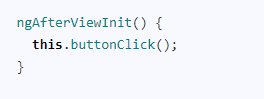 ngAfterViewInit() {
  this.buttonClick();
}